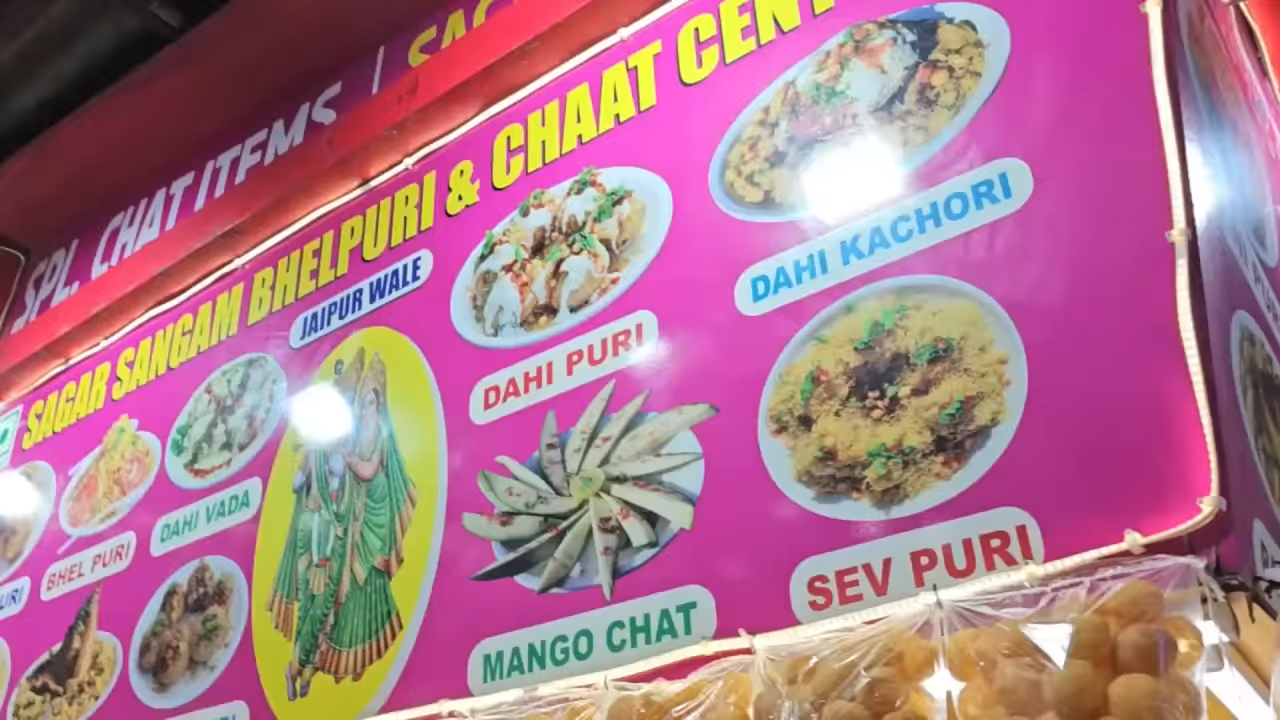 SPL. CHAT ITEMS |
SAGAR SANGAM BHELPURI & CHAAT CENT
JAIPUR WALE
DAHI KACHORI
DAHI PURI
DAHI VADA
BHEL PURI
URI
MANGO CHAT
SEV PURI